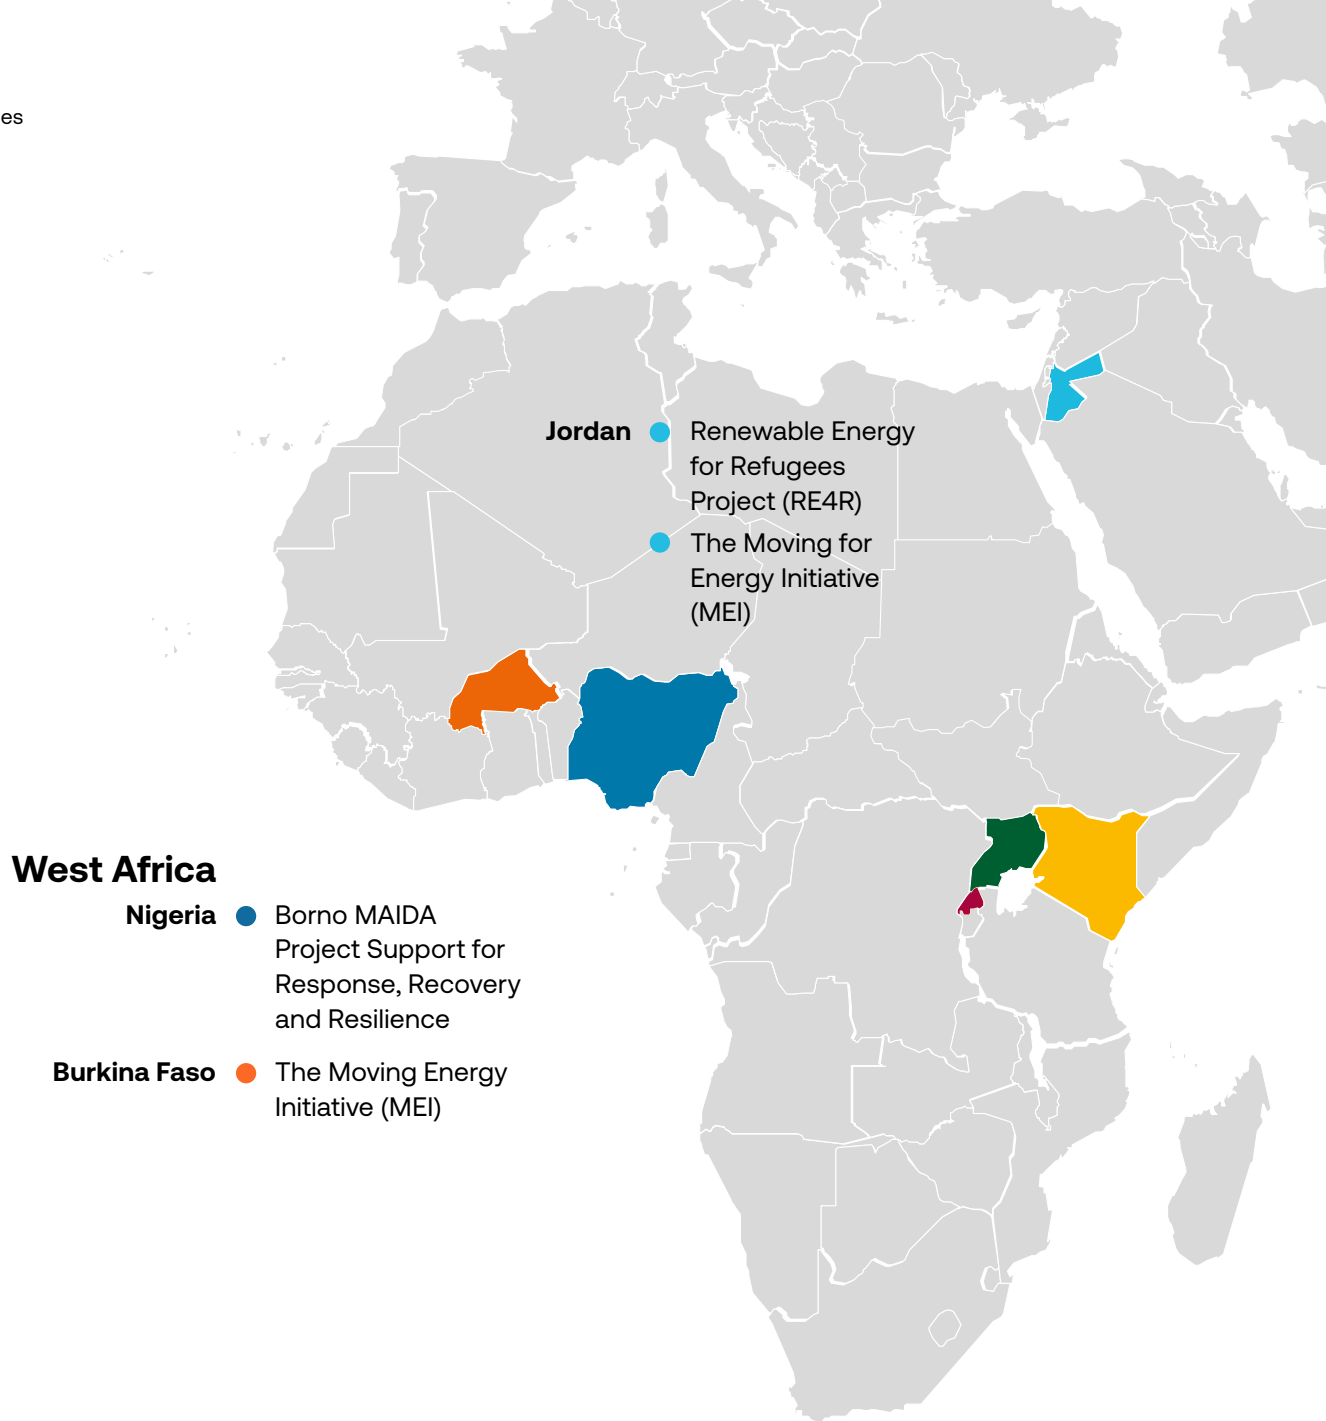 es
Jordan
Renewable Energy
for Refugees
Project (RE4R)
The Moving for
Energy Initiative
(MEI)
West Africa
Nigeria
Borno MAIDA
Project Support for
Response, Recovery
and Resilience
Burkina Faso
The Moving Energy
Initiative (MEI)